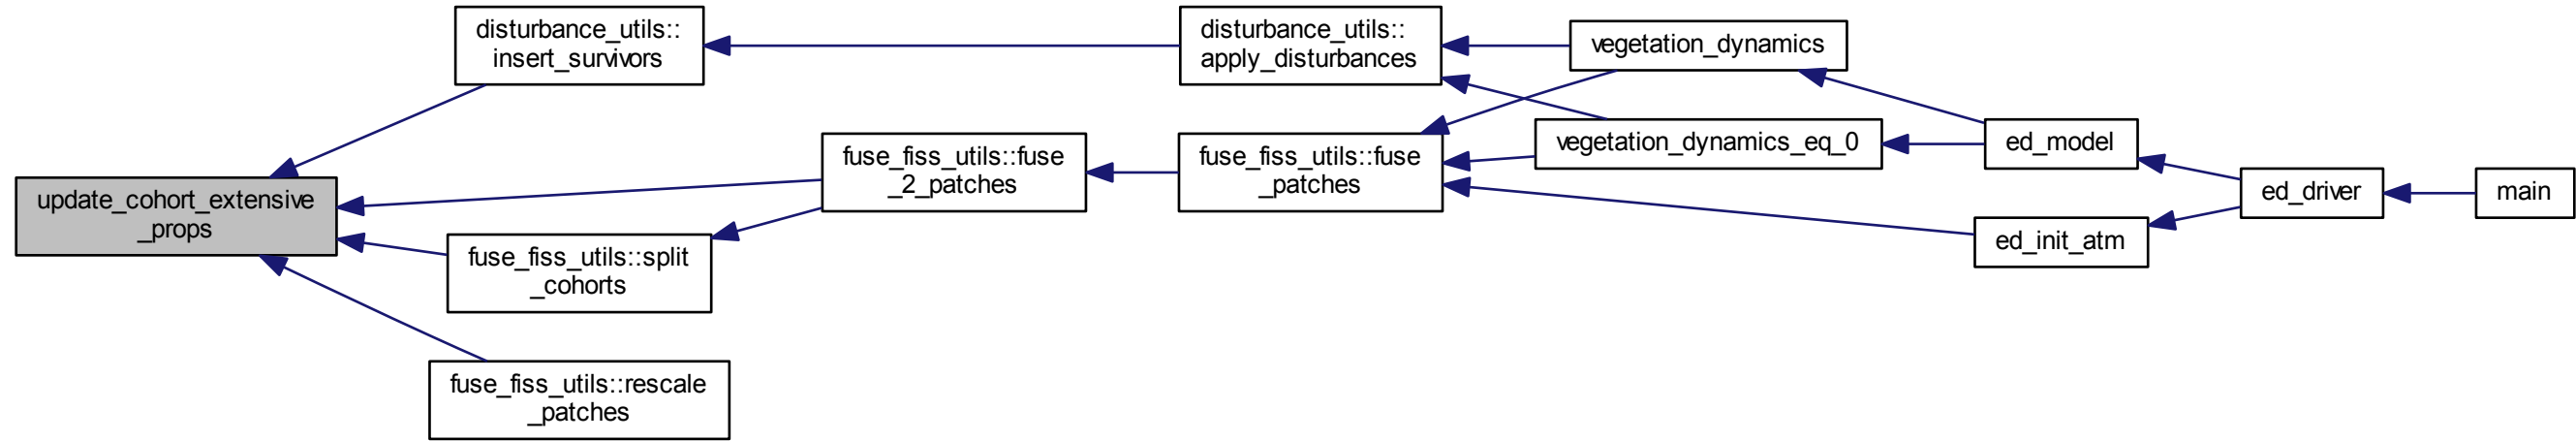 update_cohort_extensive
_props
disturbance_utils::
insert_survivors
fuse_fiss_utils::split
_cohorts
fuse_fiss_utils::rescale
_patches
fuse_fiss_utils::fuse
_2_patches
disturbance_utils::
apply_disturbances
fuse_fiss_utils::fuse
_patches
vegetation_dynamics
vegetation_dynamics_eq_0
ed_model
ed_init_atm
ed_driver
main